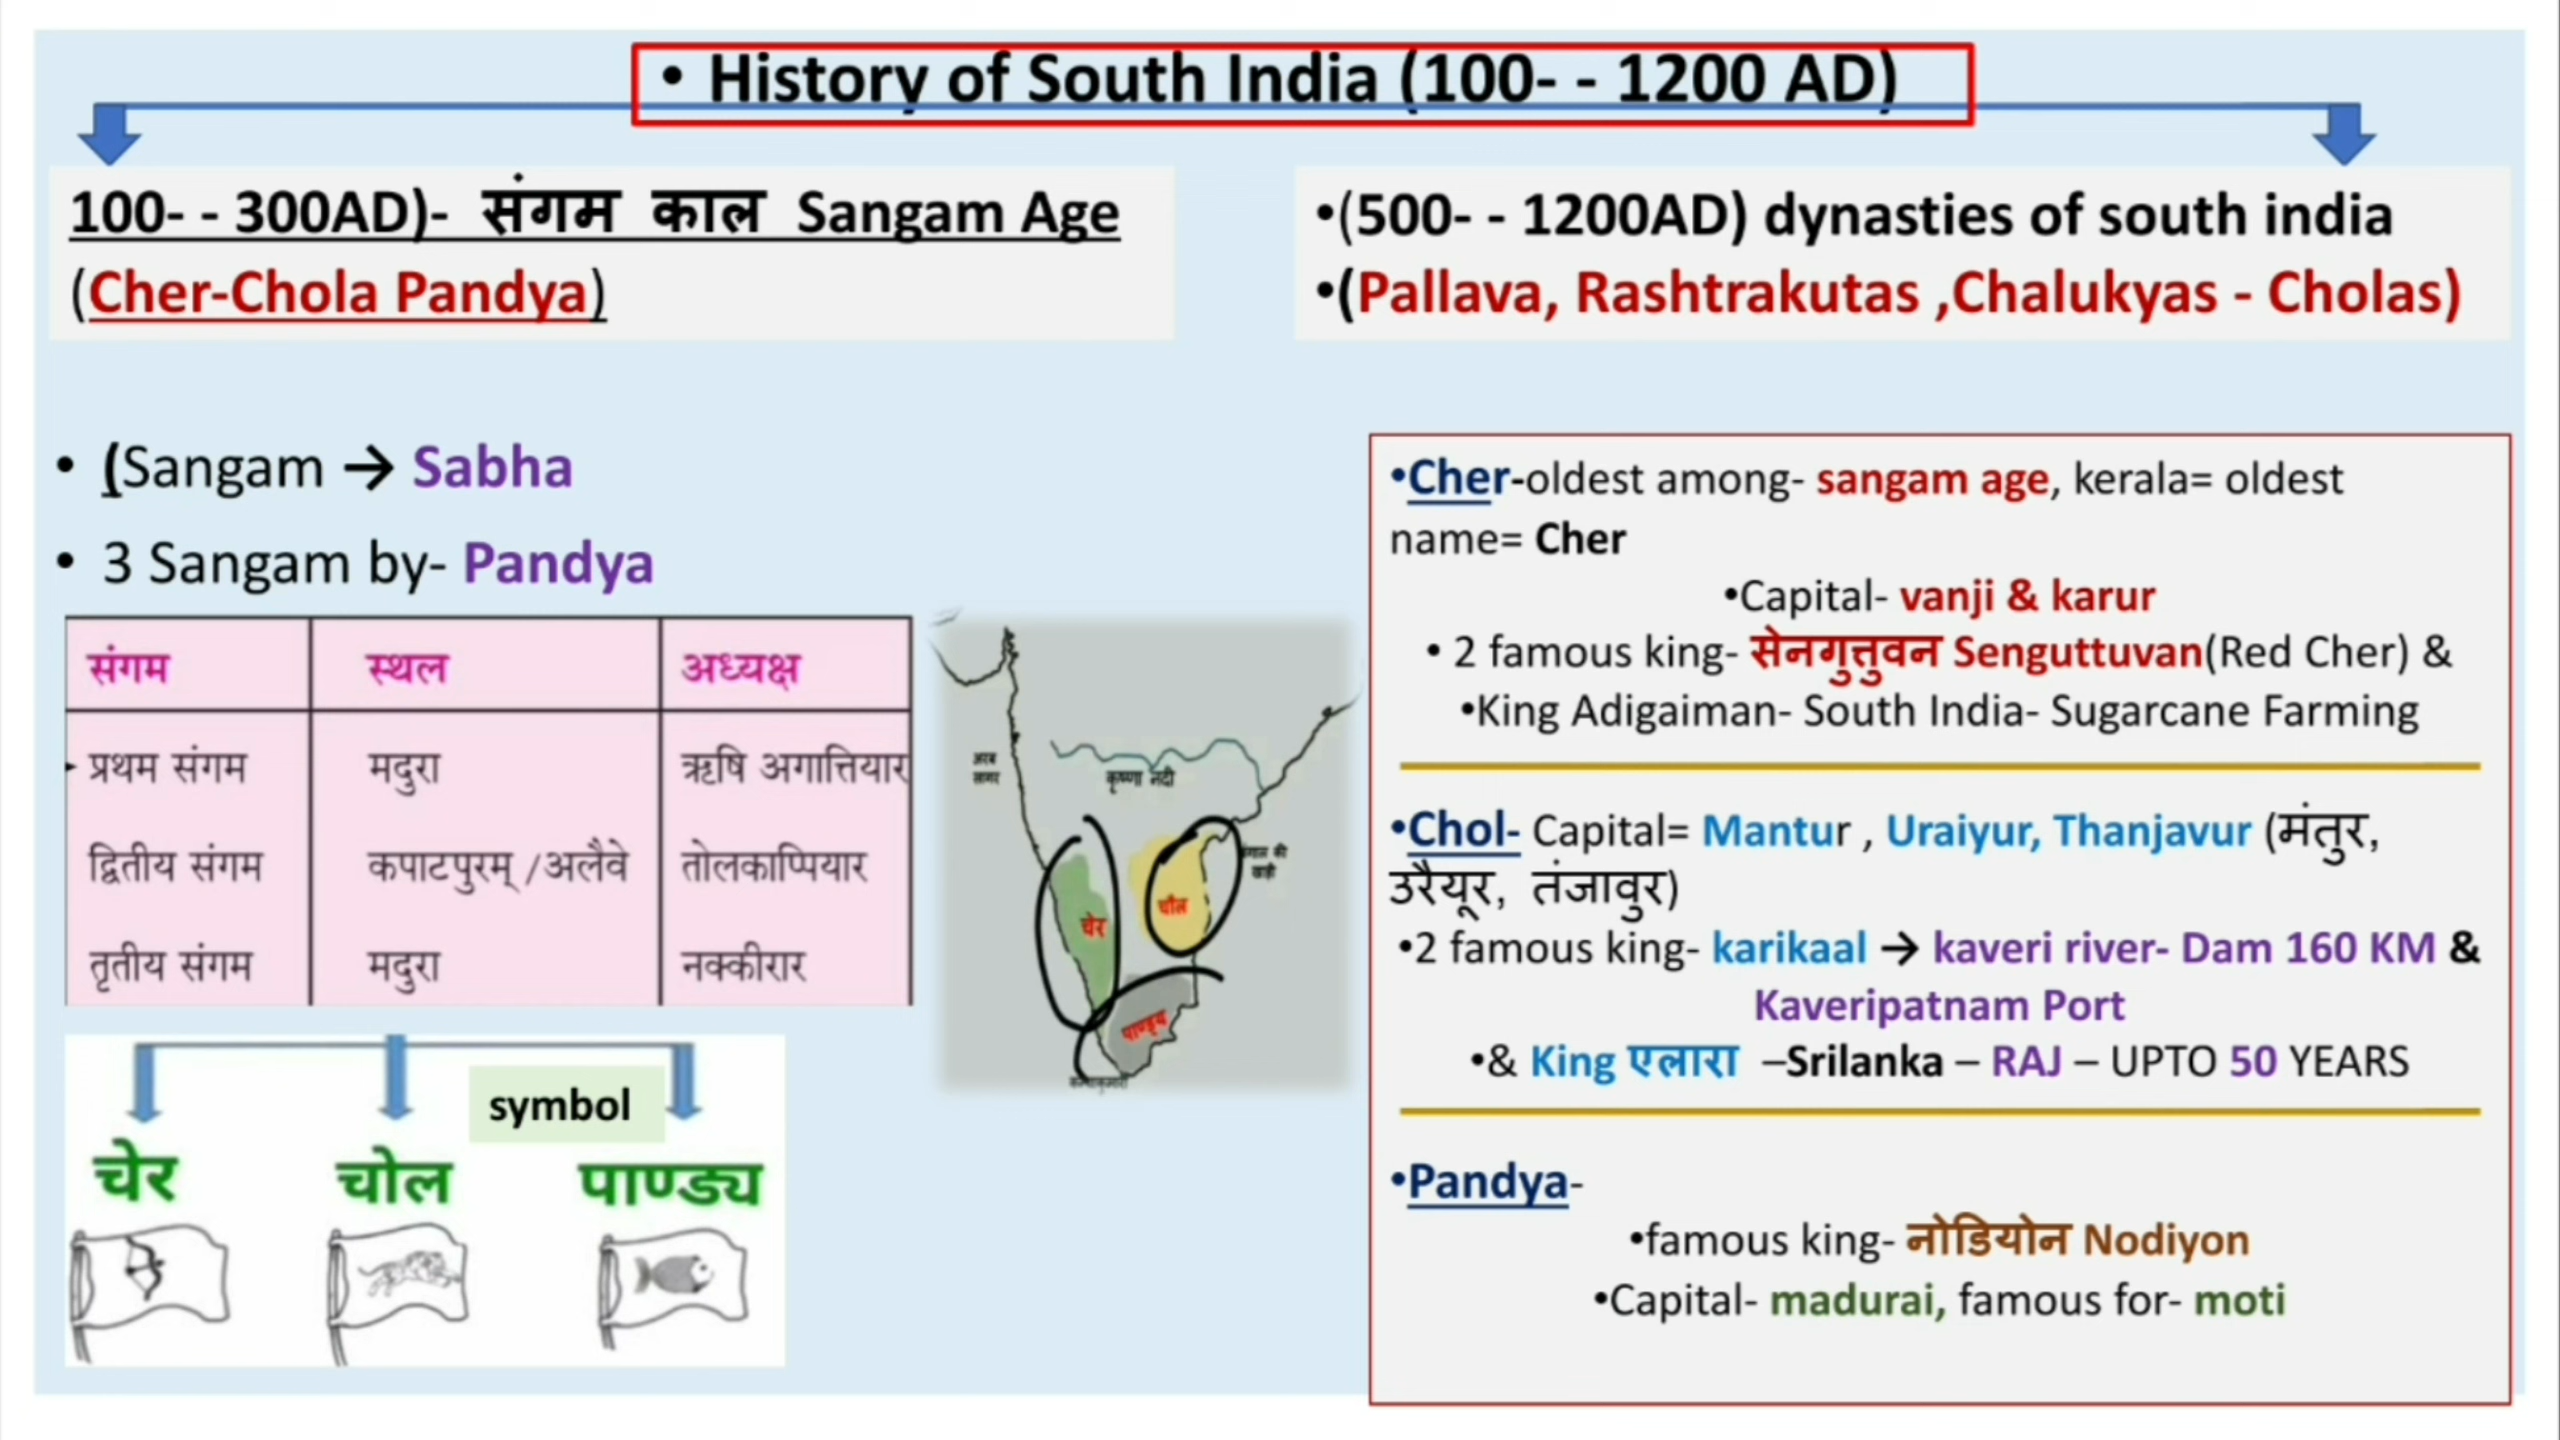 • History of South India (100- - 1200 AD)
100- - 300AD)- संगम काल Sangam Age
(Cher-Chola Pandya)
•(500- - 1200AD) dynasties of south india
•(Pallava, Rashtrakutas ,Chalukyas - Cholas)
• (Sangam → Sabha
• 3 Sangam by- Pandya
संगम स्थल अध्यक्ष
प्रथम संगम मदुरा ऋषि अगात्तियार
द्वितीय संगम कपाटपुरम् /अलैवे तोलकाप्पियार
तृतीय संगम मदुरा नक्कीरार
symbol
चेर चोल पाण्ड्य
अरब
सागर
कृष्णा नदी
चेर
चौल
की
खाड़ी
पाण्ड्य
•Cher-oldest among- sangam age, kerala= oldest
name= Cher
•Capital- vanji & karur
• 2 famous king- सेनगुत्तुवन Senguttuvan(Red Cher) &
•King Adigaiman- South India- Sugarcane Farming
•Chol- Capital= Mantur , Uraiyur, Thanjavur (मंतुर,
उरैयूर, तंजावुर)
•2 famous king- karikaal → kaveri river- Dam 160 KM &
Kaveripatnam Port
•& King एलारा –Srilanka – RAJ – UPTO 50 YEARS
•Pandya-
•famous king- नोडियोन Nodiyon
•Capital- madurai, famous for- moti